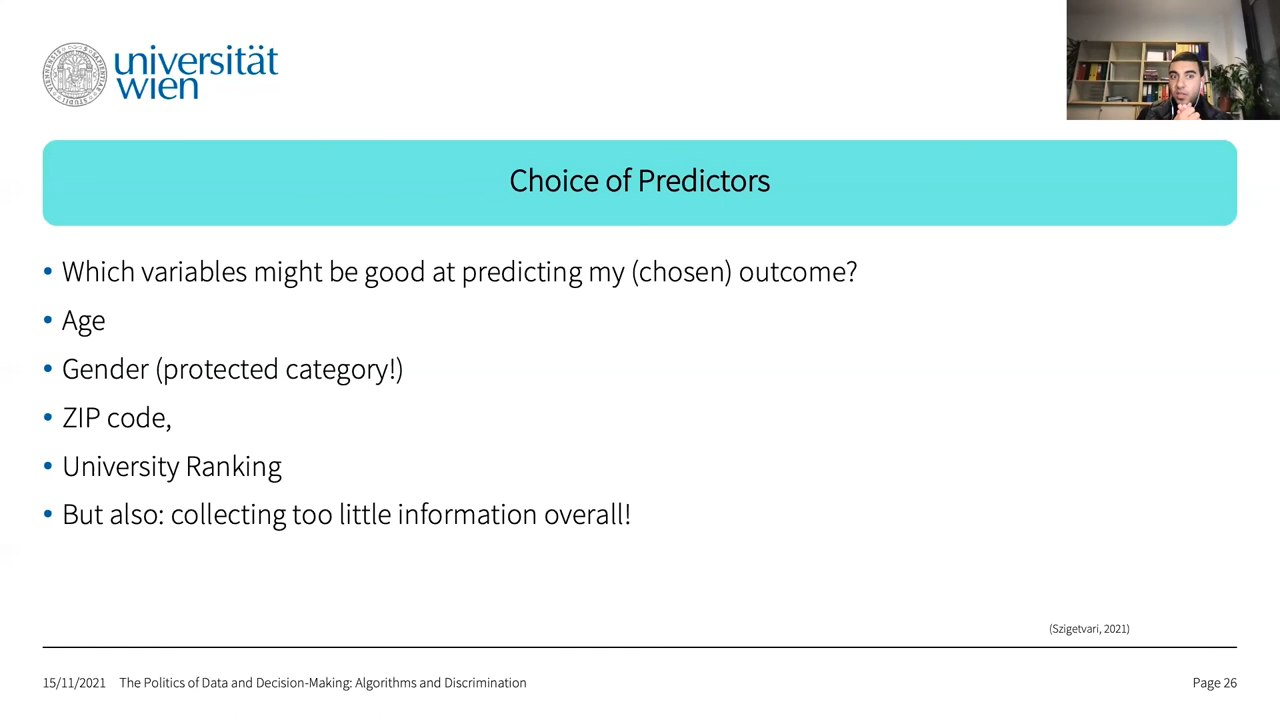 universität
wien
Choice of Predictors
• Which variables might be good at predicting my (chosen) outcome?
• Age
• Gender (protected category!)
• ZIP code,
• University Ranking
• But also: collecting too little information overall!
(Szigetvari, 2021)
15/11/2021 The Politics of Data and Decision-Making: Algorithms and Discrimination Page 26